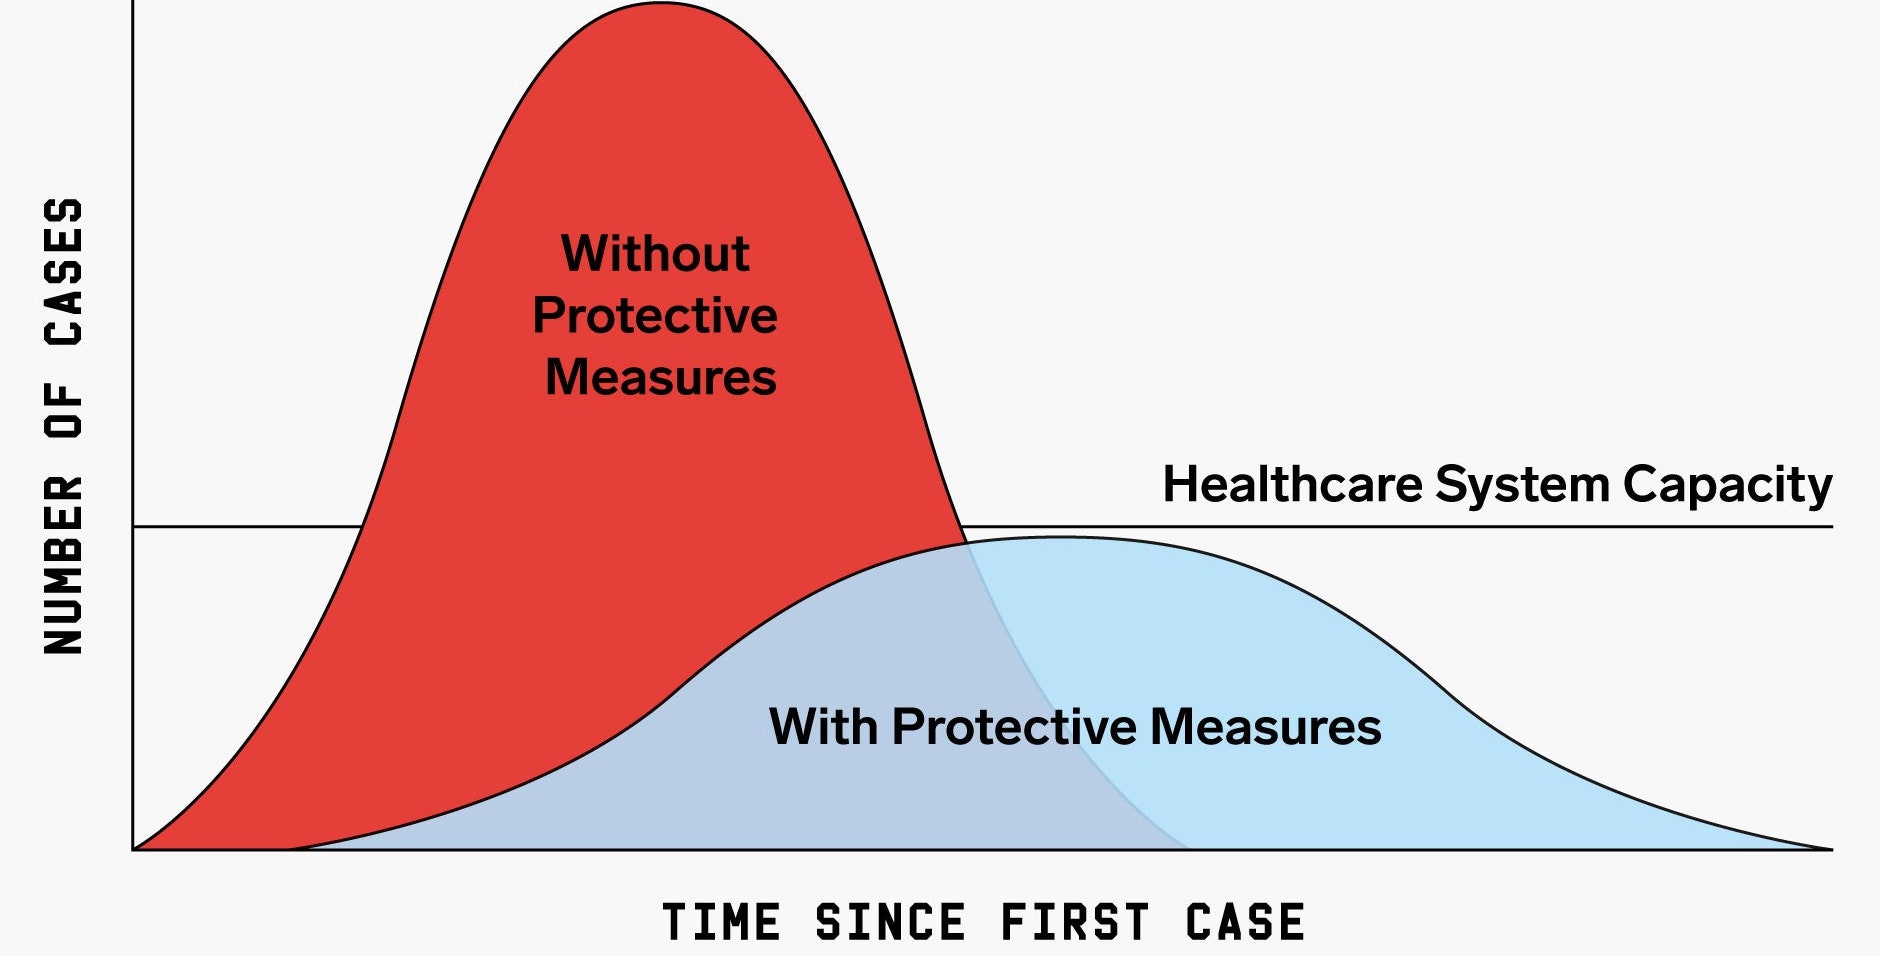 NUMBER OF CASES
Without
Protective
Measures
Healthcare System Capacity
With Protective Measures
TIME SINCE FIRST CASE